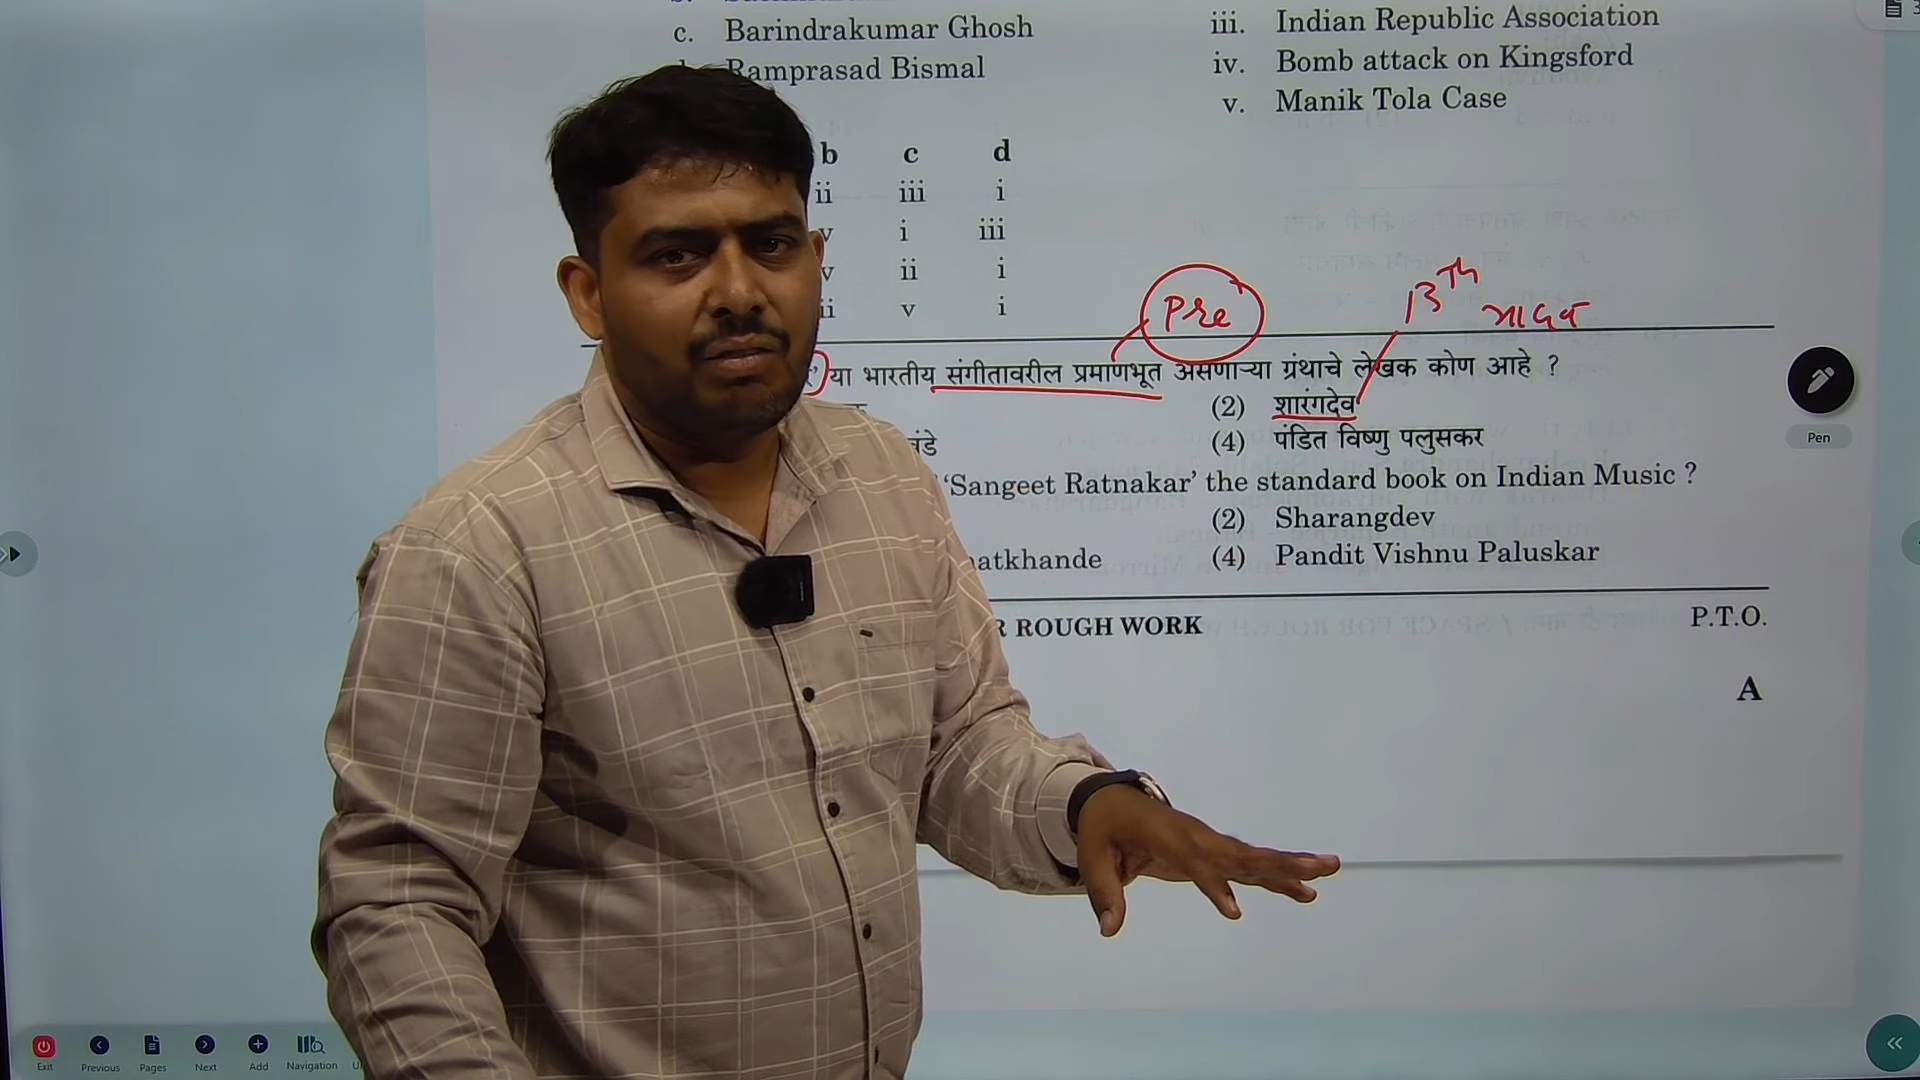 c. Barindrakumar Ghosh iii. Indian Republic Association
Ramprasad Bismal iv. Bomb attack on Kingsford
v. Manik Tola Case
b c d
ii iii i
v i iii
v ii i
ii v i
Pre
13th
यादव
या भारतीय संगीतावरील प्रमाणभूत असणाऱ्या ग्रंथाचे लेखक कोण आहे ?
(2) शारंगदेव
(4) पंडित विष्णु पलुसकर
'Sangeet Ratnakar' the standard book on Indian Music ?
(2) Sharangdev
atkhande (4) Pandit Vishnu Paluskar
R ROUGH WORK P.T.O.
A
Pen
Exit Previous Pages Next Add Navigation